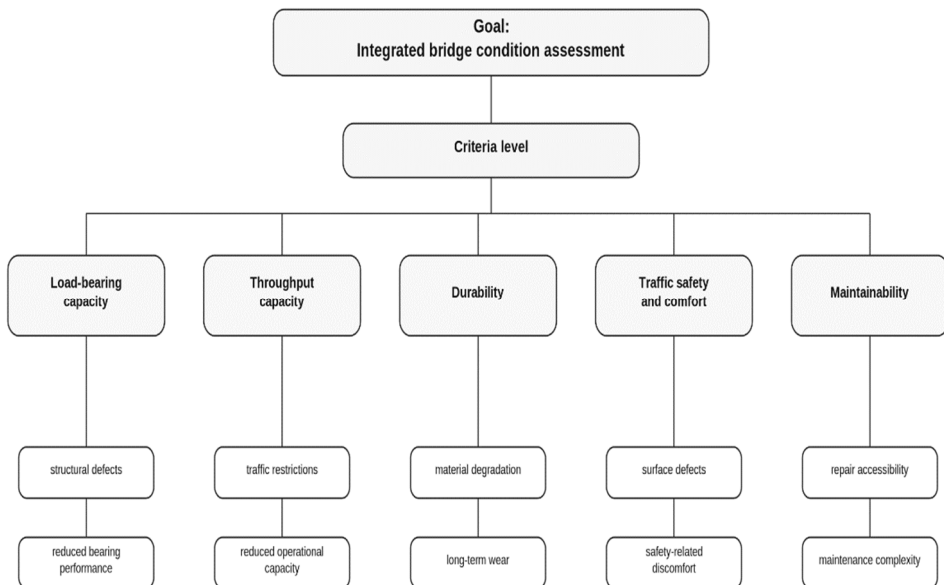 Goal:
Integrated bridge condition assessment
Criteria level
Load-bearing
capacity
Throughput
capacity
Durability
Traffic safety
and comfort
Maintainability
structural defects
traffic restrictions
material degradation
surface defects
repair accessibility
reduced bearing
performance
reduced operational
capacity
long-term wear
safety-related
discomfort
maintenance complexity